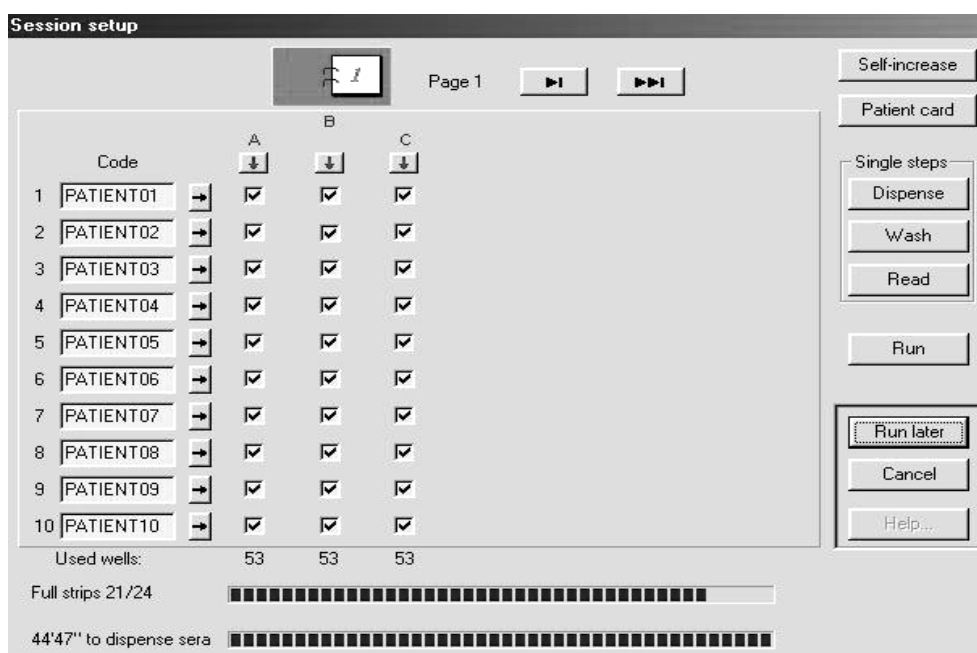 Session setup
1
Page 1
Self-increase
Patient card
A B C
Code
Single steps
1 PATIENT01
Dispense
2 PATIENT02
Wash
3 PATIENT03
Read
4 PATIENT04
5 PATIENT05
Run
6 PATIENT06
7 PATIENT07
Run later
8 PATIENT08
Cancel
9 PATIENT09
10 PATIENT10
Help...
Used wells: 53 53 53
Full strips 21/24
44'47" to dispense sera